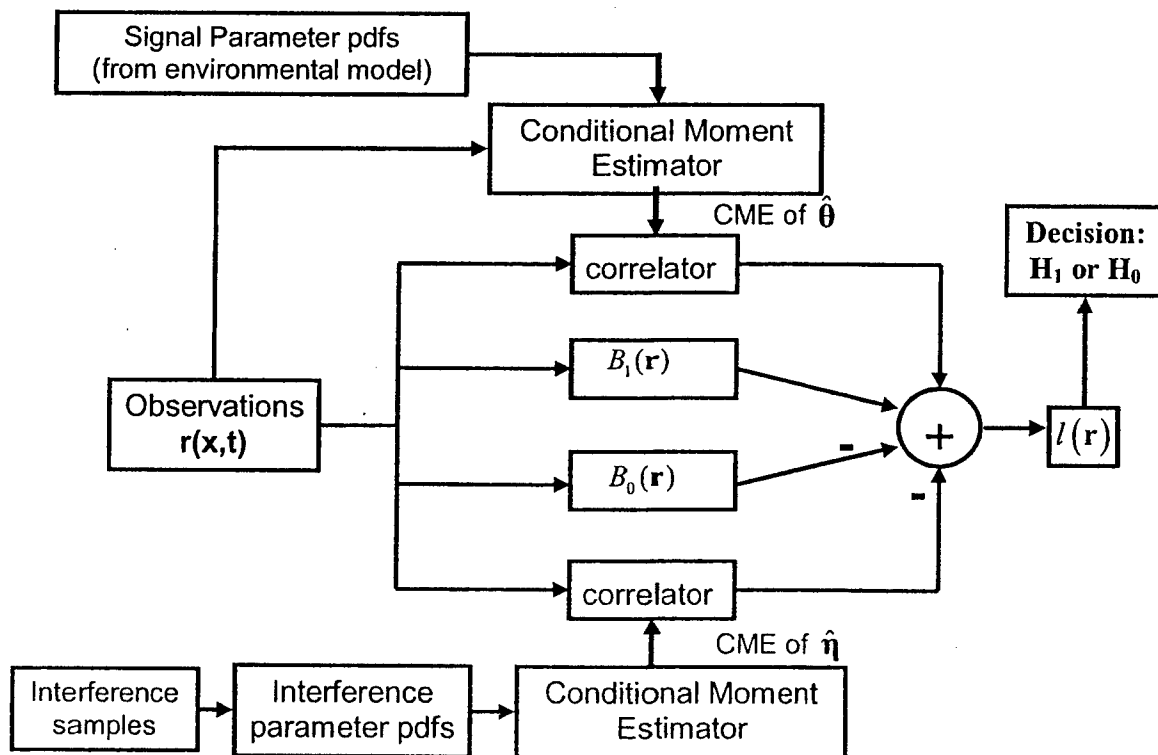 Signal Parameter pdfs
(from environmental model)
Conditional Moment
Estimator
CME of θ̂
correlator
Decision:
H₁ or H₀
B₁(r)
Observations
r(x,t)
+
l(r)
-
B₀(r)
-
correlator
CME of η̂
Interference
samples
Interference
parameter pdfs
Conditional Moment
Estimator